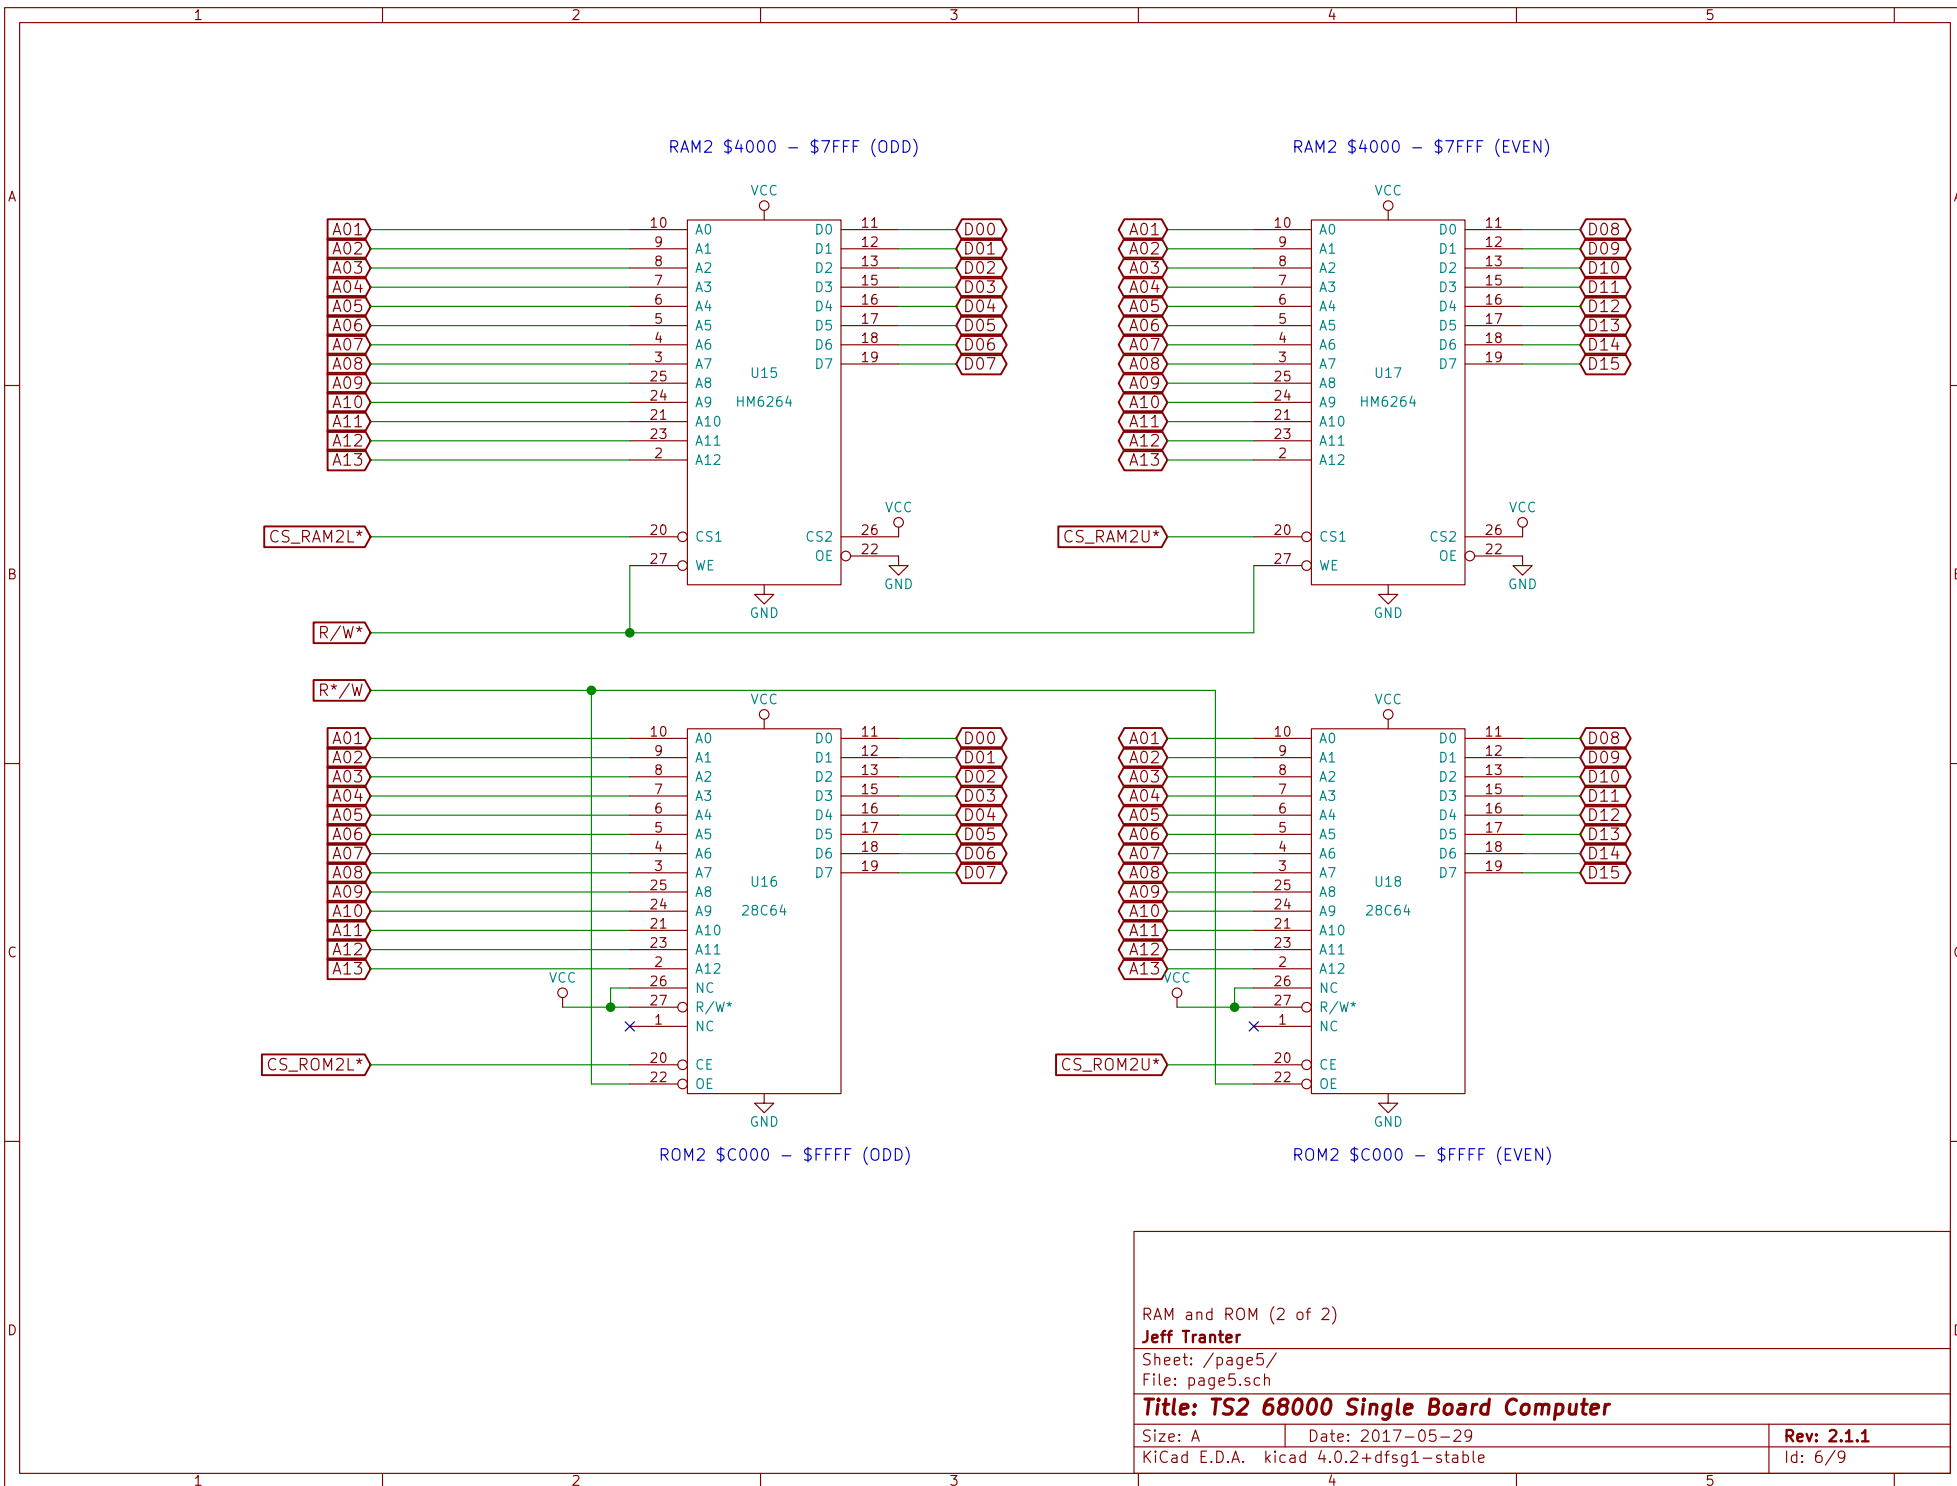 1 2 3 4 5
RAM2 $4000 - $7FFF (ODD) RAM2 $4000 - $7FFF (EVEN)
A VCC VCC
A01 10 A0 D0 11 D00 A01 10 A0 D0 11 D08
A02 9 A1 D1 12 D01 A02 9 A1 D1 12 D09
A03 8 A2 D2 13 D02 A03 8 A2 D2 13 D10
A04 7 A3 D3 15 D03 A04 7 A3 D3 15 D11
A05 6 A4 D4 16 D04 A05 6 A4 D4 16 D12
A06 5 A5 D5 17 D05 A06 5 A5 D5 17 D13
A07 4 A6 D6 18 D06 A07 4 A6 D6 18 D14
A08 3 A7 D7 19 D07 A08 3 A7 D7 19 D15
U15 U17
A09 25 A8 A09 25 A8
A10 24 A9 HM6264 A10 24 A9 HM6264
A11 21 A10 A11 21 A10
A12 23 A11 A12 23 A11
A13 2 A12 A13 2 A12
VCC VCC
CS_RAM2L* 20 CS1 CS2 26 CS_RAM2U* 20 CS1 CS2 26
OE 22 OE 22
B 27 WE GND 27 WE GND
GND GND
R/W*
R*/W
VCC VCC
A01 10 A0 D0 11 D00 A01 10 A0 D0 11 D08
A02 9 A1 D1 12 D01 A02 9 A1 D1 12 D09
A03 8 A2 D2 13 D02 A03 8 A2 D2 13 D10
A04 7 A3 D3 15 D03 A04 7 A3 D3 15 D11
A05 6 A4 D4 16 D04 A05 6 A4 D4 16 D12
A06 5 A5 D5 17 D05 A06 5 A5 D5 17 D13
A07 4 A6 D6 18 D06 A07 4 A6 D6 18 D14
A08 3 A7 D7 19 D07 A08 3 A7 D7 19 D15
U16 U18
A09 25 A8 A09 25 A8
A10 24 A9 28C64 A10 24 A9 28C64
A11 21 A10 A11 21 A10
C A12 23 A11 A12 23 A11
A13 2 A12 A13 2 A12
VCC 26 NC VCC 26 NC
27 R/W* 27 R/W*
1 NC 1 NC
CS_ROM2L* 20 CE CS_ROM2U* 20 CE
22 OE 22 OE
GND GND
ROM2 $C000 - $FFFF (ODD) ROM2 $C000 - $FFFF (EVEN)
RAM and ROM (2 of 2)
D Jeff Tranter
Sheet: /page5/
File: page5.sch
Title: TS2 68000 Single Board Computer
Size: A Date: 2017-05-29 Rev: 2.1.1
KiCad E.D.A. kicad 4.0.2+dfsg1-stable Id: 6/9
1 2 3 4 5